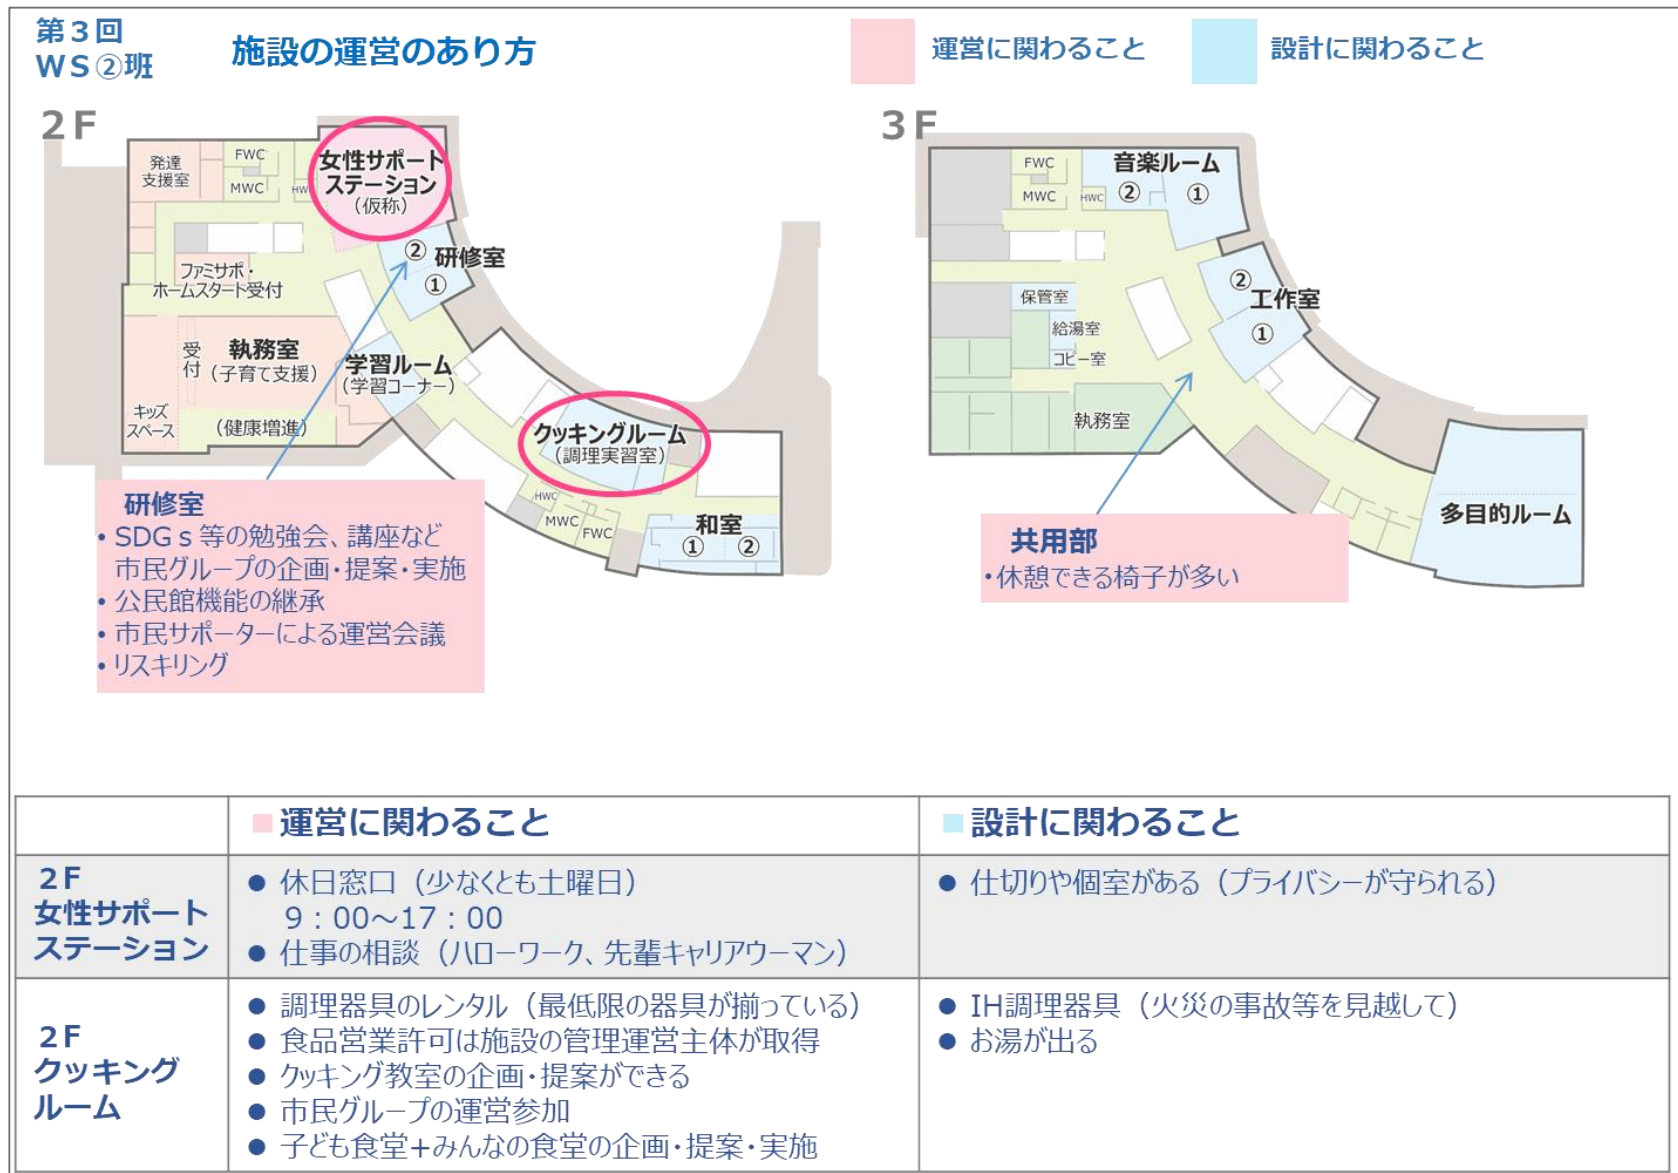 第３回
ＷＳ②班
施設の運営のあり方
運営に関わること
設計に関わること
２Ｆ
発達
支援室
FWC
MWC
HWC
女性サポート
ステーション
（仮称）
② 研修室
①
ファミサポ・
ホームスタート受付
受付
執務室
（子育て支援）
学習ルーム
（学習コーナー）
キッズ
スペース
（健康増進）
クッキングルーム
（調理実習室）
HWC
MWC
FWC
和室
① ②
研修室
• SDGｓ等の勉強会、講座など
市民グループの企画・提案・実施
• 公民館機能の継承
• 市民サポーターによる運営会議
• リスキリング
３Ｆ
FWC
MWC
HWC
音楽ルーム
② ①
保管室
給湯室
コピー室
② 工作室
①
執務室
多目的ルーム
共用部
・休憩できる椅子が多い
運営に関わること
設計に関わること
２Ｆ
女性サポート
ステーション
● 休日窓口（少なくとも土曜日）
９：００～１７：００
● 仕事の相談（ハローワーク、先輩キャリアウーマン）
● 仕切りや個室がある（プライバシーが守られる）
２Ｆ
クッキング
ルーム
● 調理器具のレンタル（最低限の器具が揃っている）
● 食品営業許可は施設の管理運営主体が取得
● クッキング教室の企画・提案ができる
● 市民グループの運営参加
● 子ども食堂+みんなの食堂の企画・提案・実施
● IH調理器具（火災の事故等を見越して）
● お湯が出る